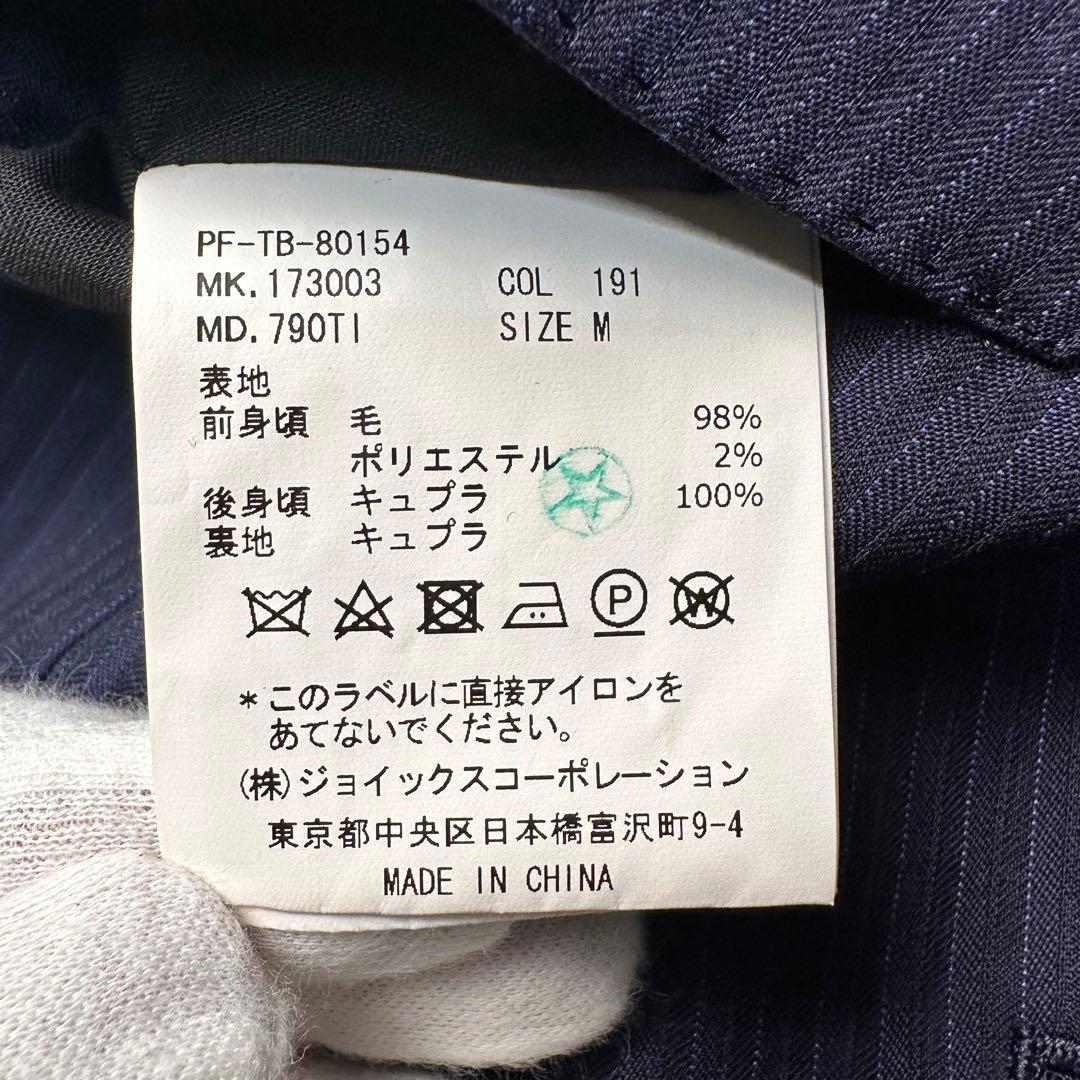 PF-TB-80154
MK.173003 COL 191
MD.790TI SIZE M
表地
前身頃 毛 98%
ポリエステル 2%
後身頃 キュプラ 100%
裏地 キュプラ
P W
*このラベルに直接アイロンを
あてないでください。
(株)ジョイックスコーポレーション
東京都中央区日本橋富沢町9-4
MADE IN CHINA